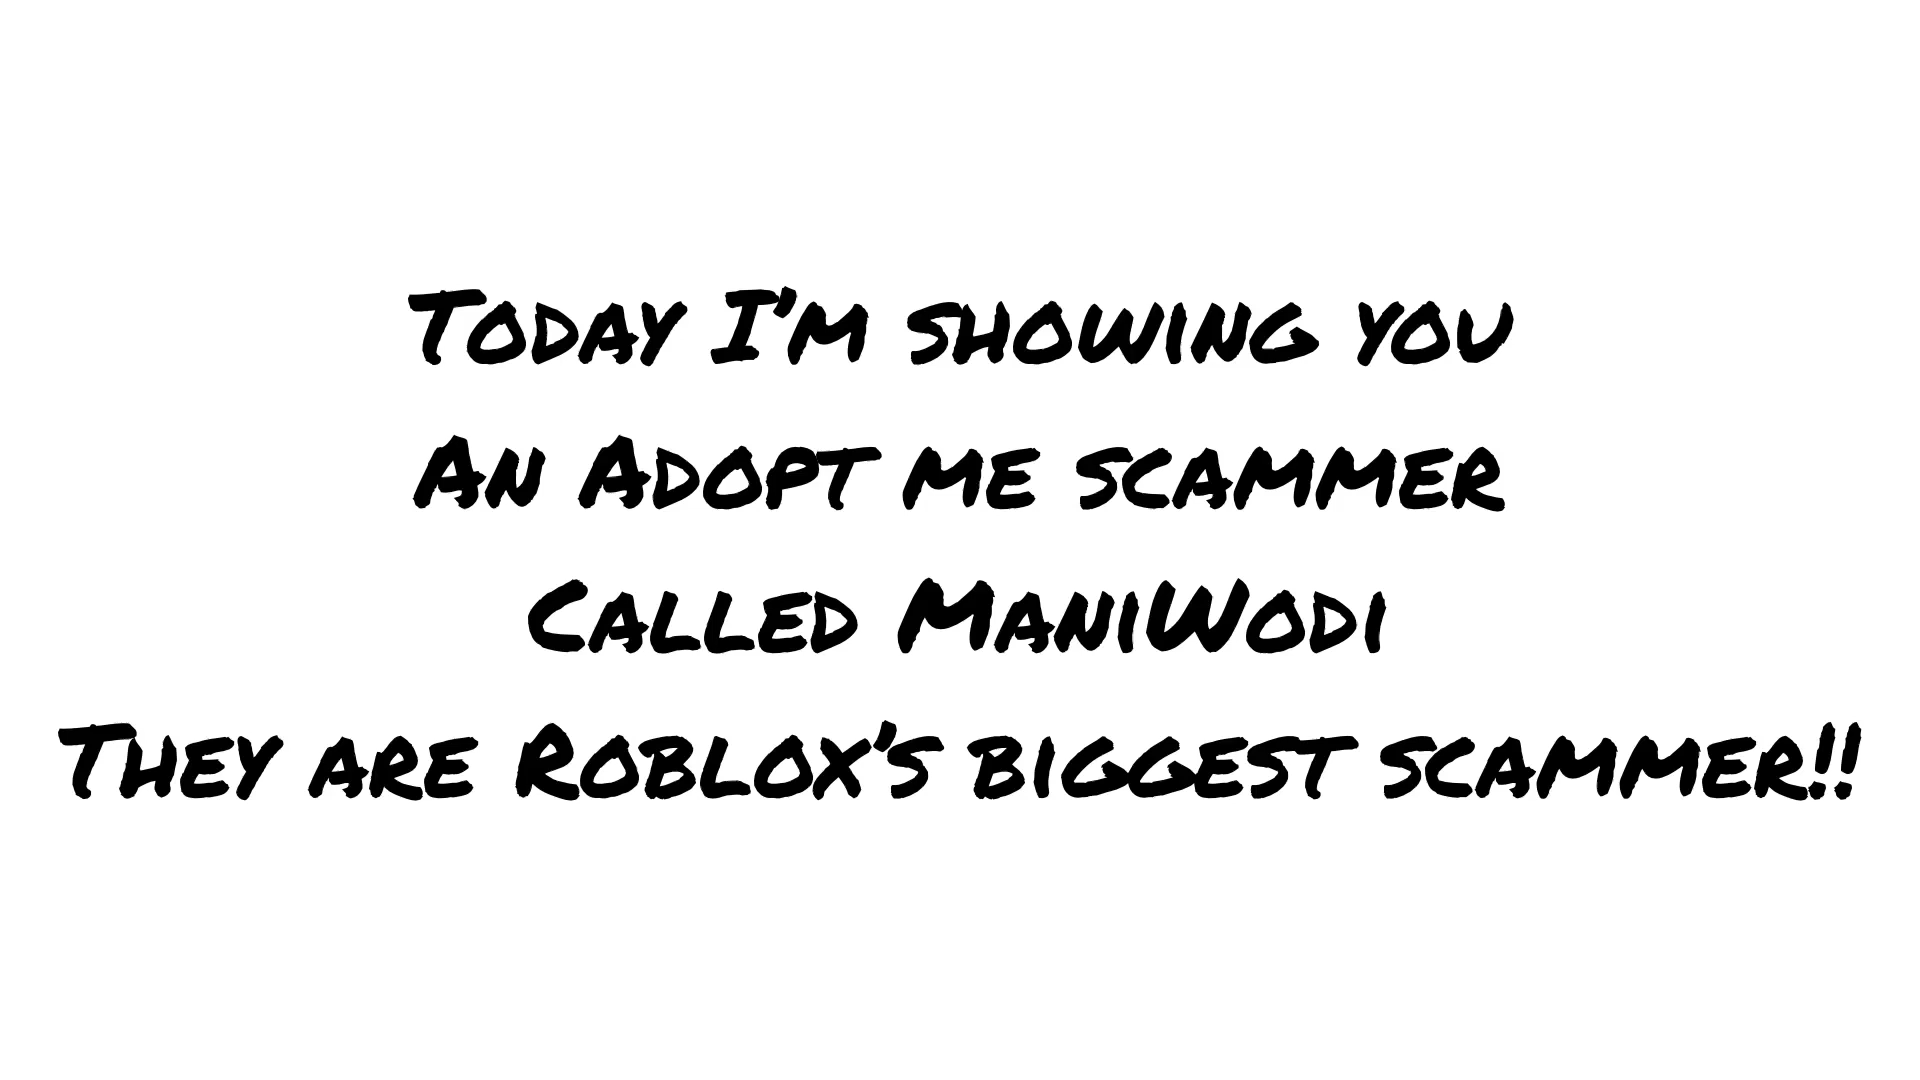 Today I'm showing you
An Adopt me scammer
Called ManiWodi
They are Roblox's biggest scammer!!